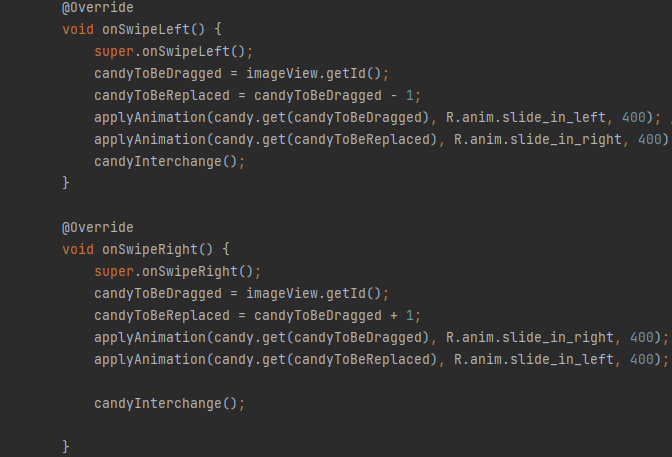 @Override
void onSwipeLeft() {
super.onSwipeLeft();
candyToBeDragged = imageView.getId();
candyToBeReplaced = candyToBeDragged - 1;
applyAnimation(candy.get(candyToBeDragged), R.anim.slide_in_left, 400);
applyAnimation(candy.get(candyToBeReplaced), R.anim.slide_in_right, 400)
candyInterchange();
}
@Override
void onSwipeRight() {
super.onSwipeRight();
candyToBeDragged = imageView.getId();
candyToBeReplaced = candyToBeDragged + 1;
applyAnimation(candy.get(candyToBeDragged), R.anim.slide_in_right, 400);
applyAnimation(candy.get(candyToBeReplaced), R.anim.slide_in_left, 400);
candyInterchange();
}